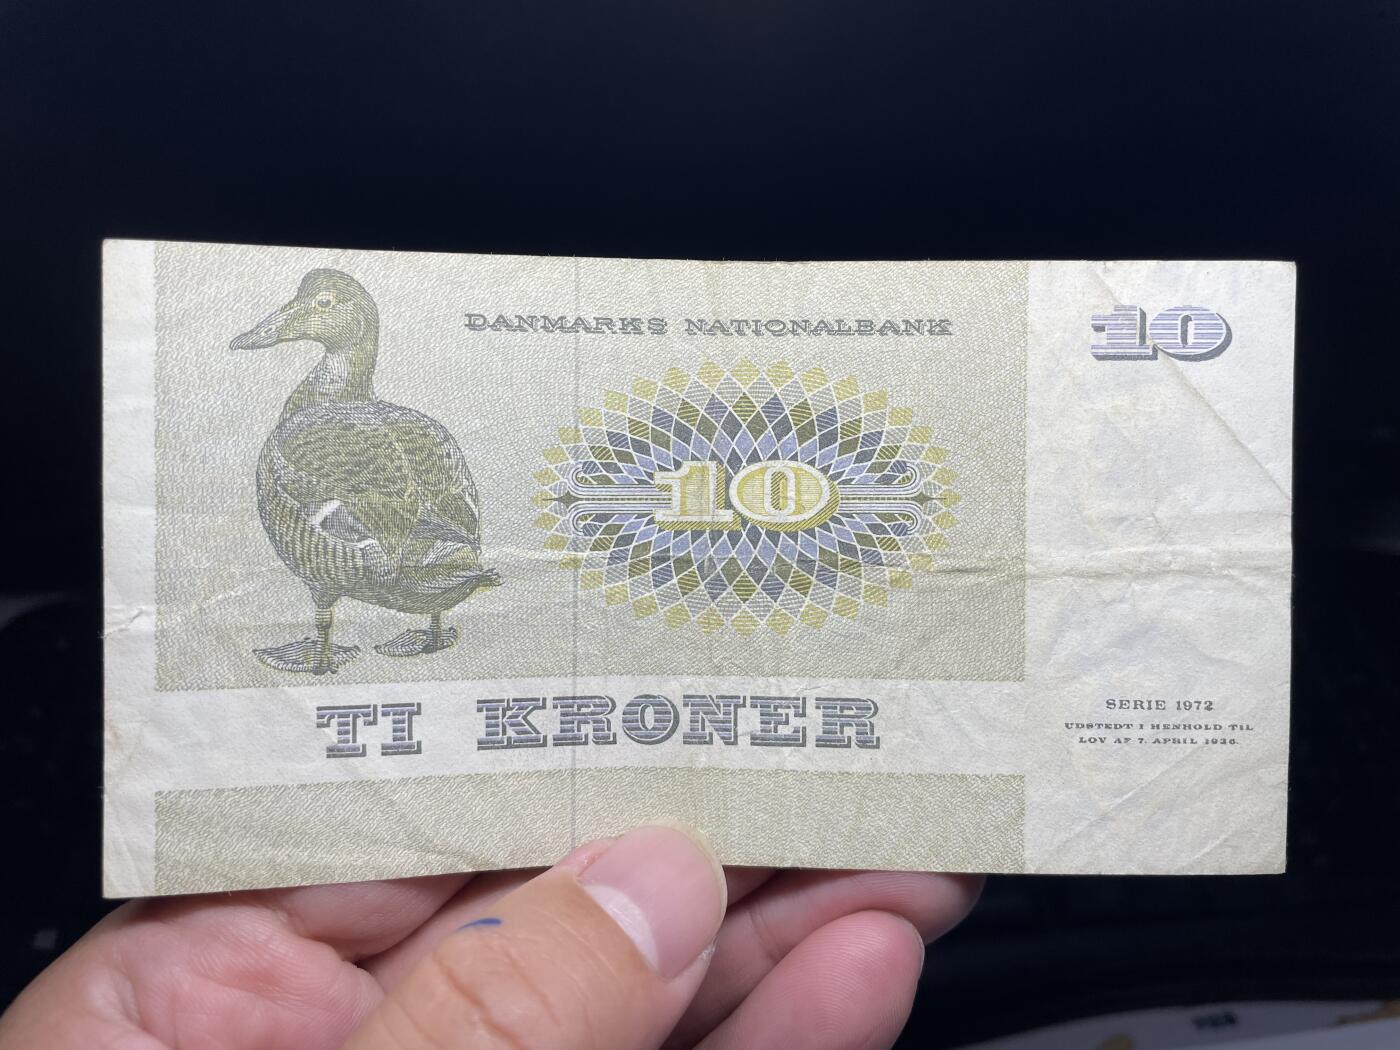 DANMARKS NATIONALBANK
10
10
TI KRONER
SERIE 1972
UDSTEDT I HENHOLD TIL
LOV AF 7. APRIL 1936.